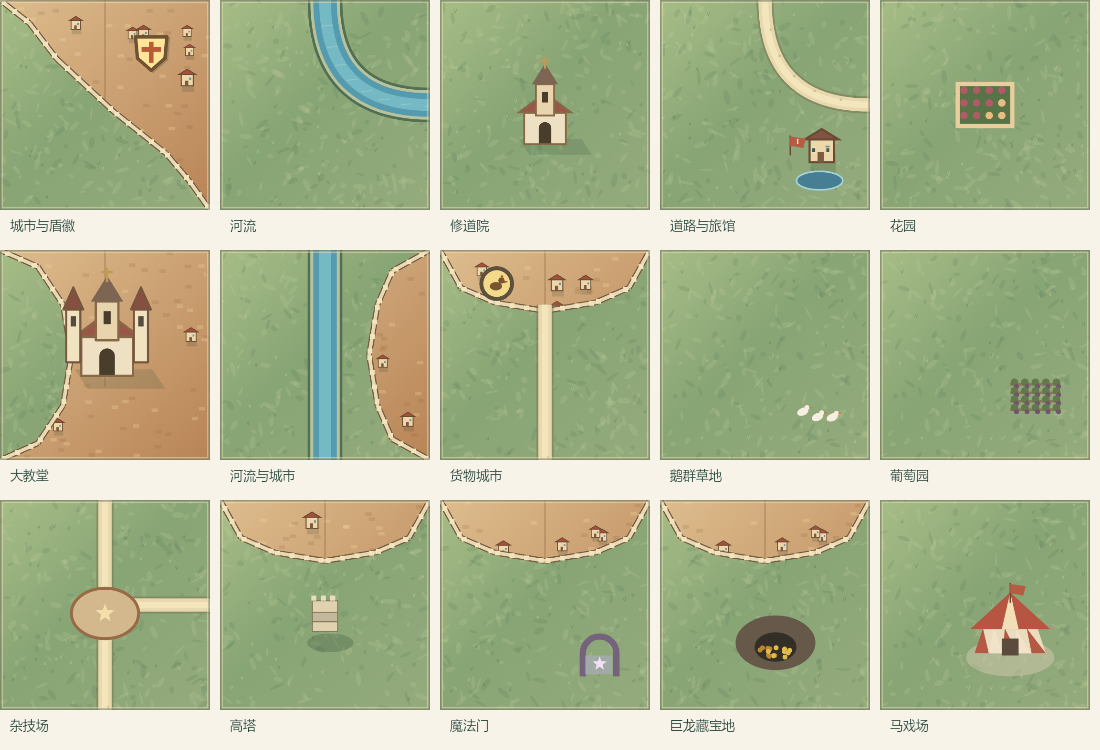 城市与盾徽
河流
修道院
道路与旅馆
花园
大教堂
河流与城市
货物城市
鹅群草地
葡萄园
杂技场
高塔
魔法门
巨龙藏宝地
马戏场